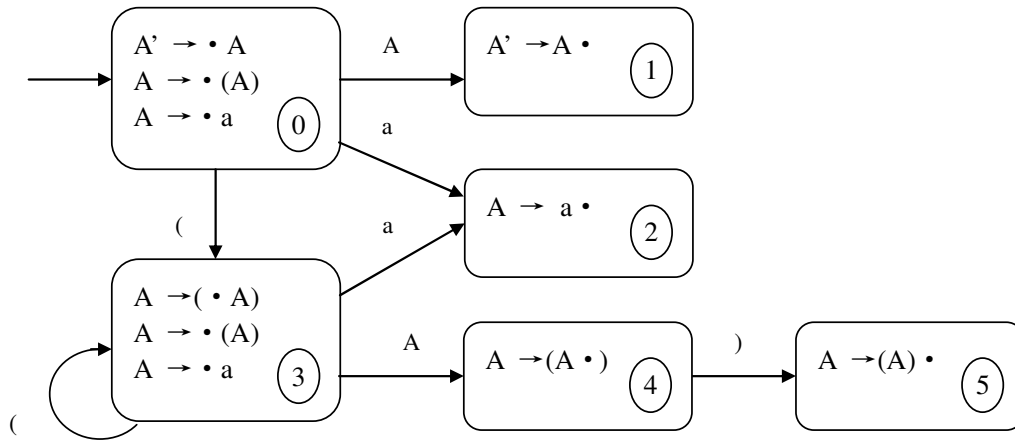 A’ → • A
A → • (A)
A → • a
0
A
A’ → A •
1
a
A → a •
2
(
a
A → ( • A)
A → • (A)
A → • a
3
(
A
A → (A • )
4
)
A → (A) •
5